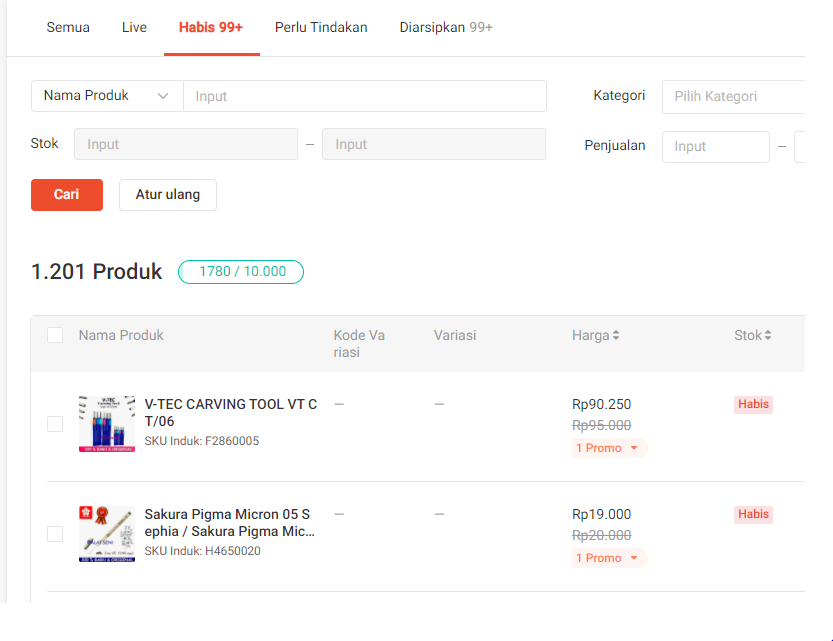 Semua Live Habis 99+ Perlu Tindakan Diarsipkan 99+
Nama Produk Input Kategori Pilih Kategori
Stok Input – Input Penjualan Input –
Cari Atur ulang
1.201 Produk 1780 / 10.000
Nama Produk Kode Va Variasi Harga Stok
riasi
V-TEC CARVING TOOL VT C — — Rp90.250 Habis
T/06 Rp95.000
SKU Induk: F2860005 1 Promo
Sakura Pigma Micron 05 S — — Rp19.000 Habis
ephia / Sakura Pigma Mic... Rp20.000
SKU Induk: H4650020 1 Promo